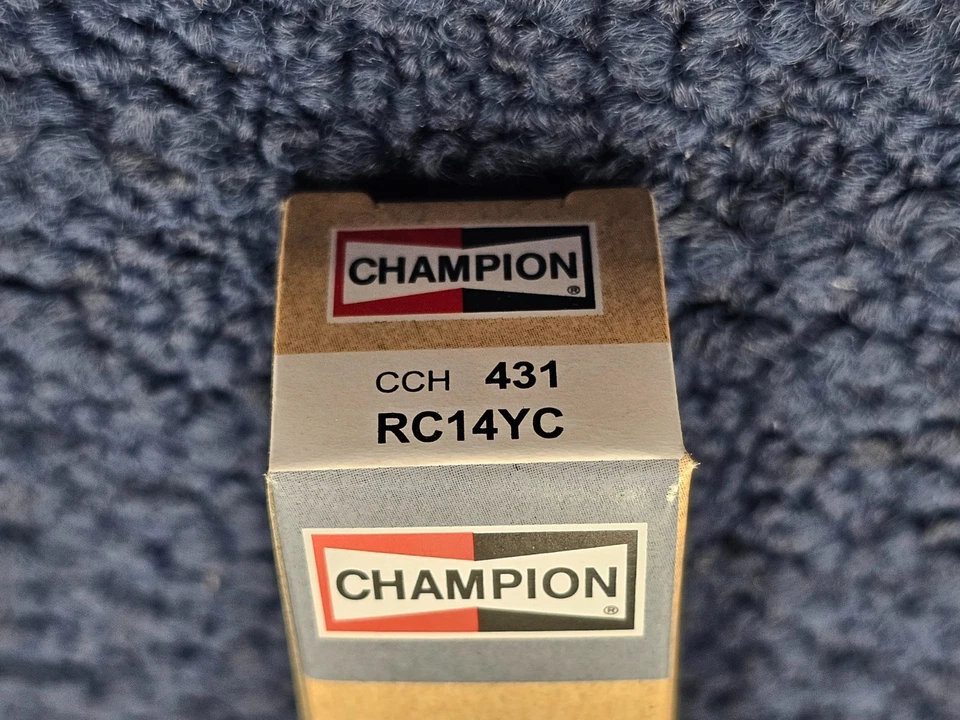 CHAMPION
®
CCH 431
RC14YC
CHAMPION
®